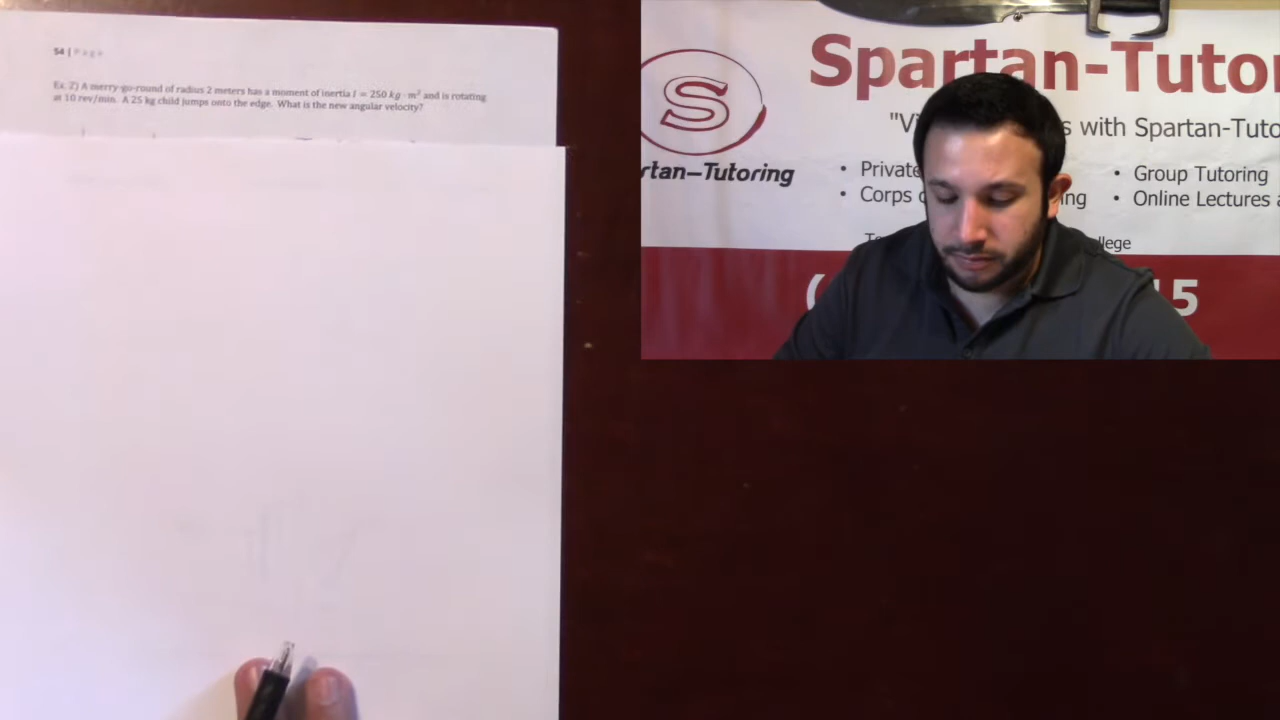 54 | Page
Ex. 2) A merry-go-round of radius 2 meters has a moment of inertia I = 250 kg · m² and is rotating
at 10 rev/min. A 25 kg child jumps onto the edge. What is the new angular velocity?
Spartan-Tutor
s with Spartan-Tuto
S
rtan-Tutoring
• Private
• Group Tutoring
• Corps
ng
• Online Lectures
llege
5